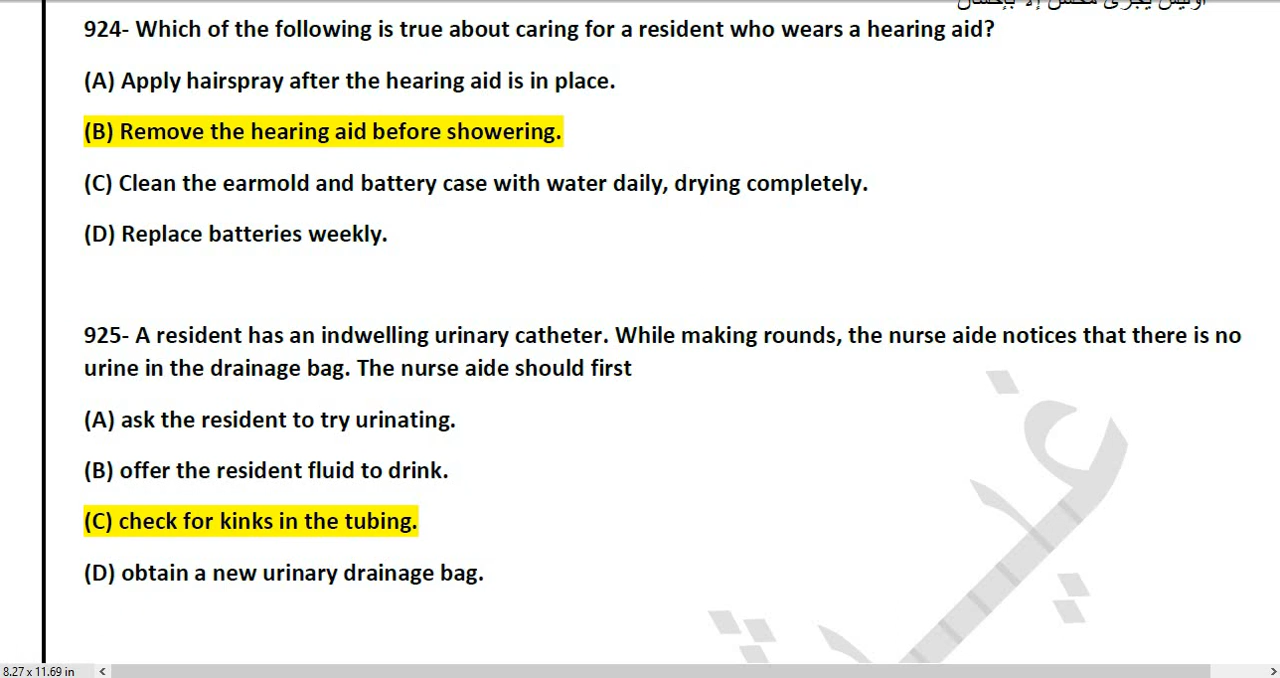 924- Which of the following is true about caring for a resident who wears a hearing aid?
(A) Apply hairspray after the hearing aid is in place.
(B) Remove the hearing aid before showering.
(C) Clean the earmold and battery case with water daily, drying completely.
(D) Replace batteries weekly.
925- A resident has an indwelling urinary catheter. While making rounds, the nurse aide notices that there is no
urine in the drainage bag. The nurse aide should first
(A) ask the resident to try urinating.
(B) offer the resident fluid to drink.
(C) check for kinks in the tubing.
(D) obtain a new urinary drainage bag.
8.27 x 11.69 in